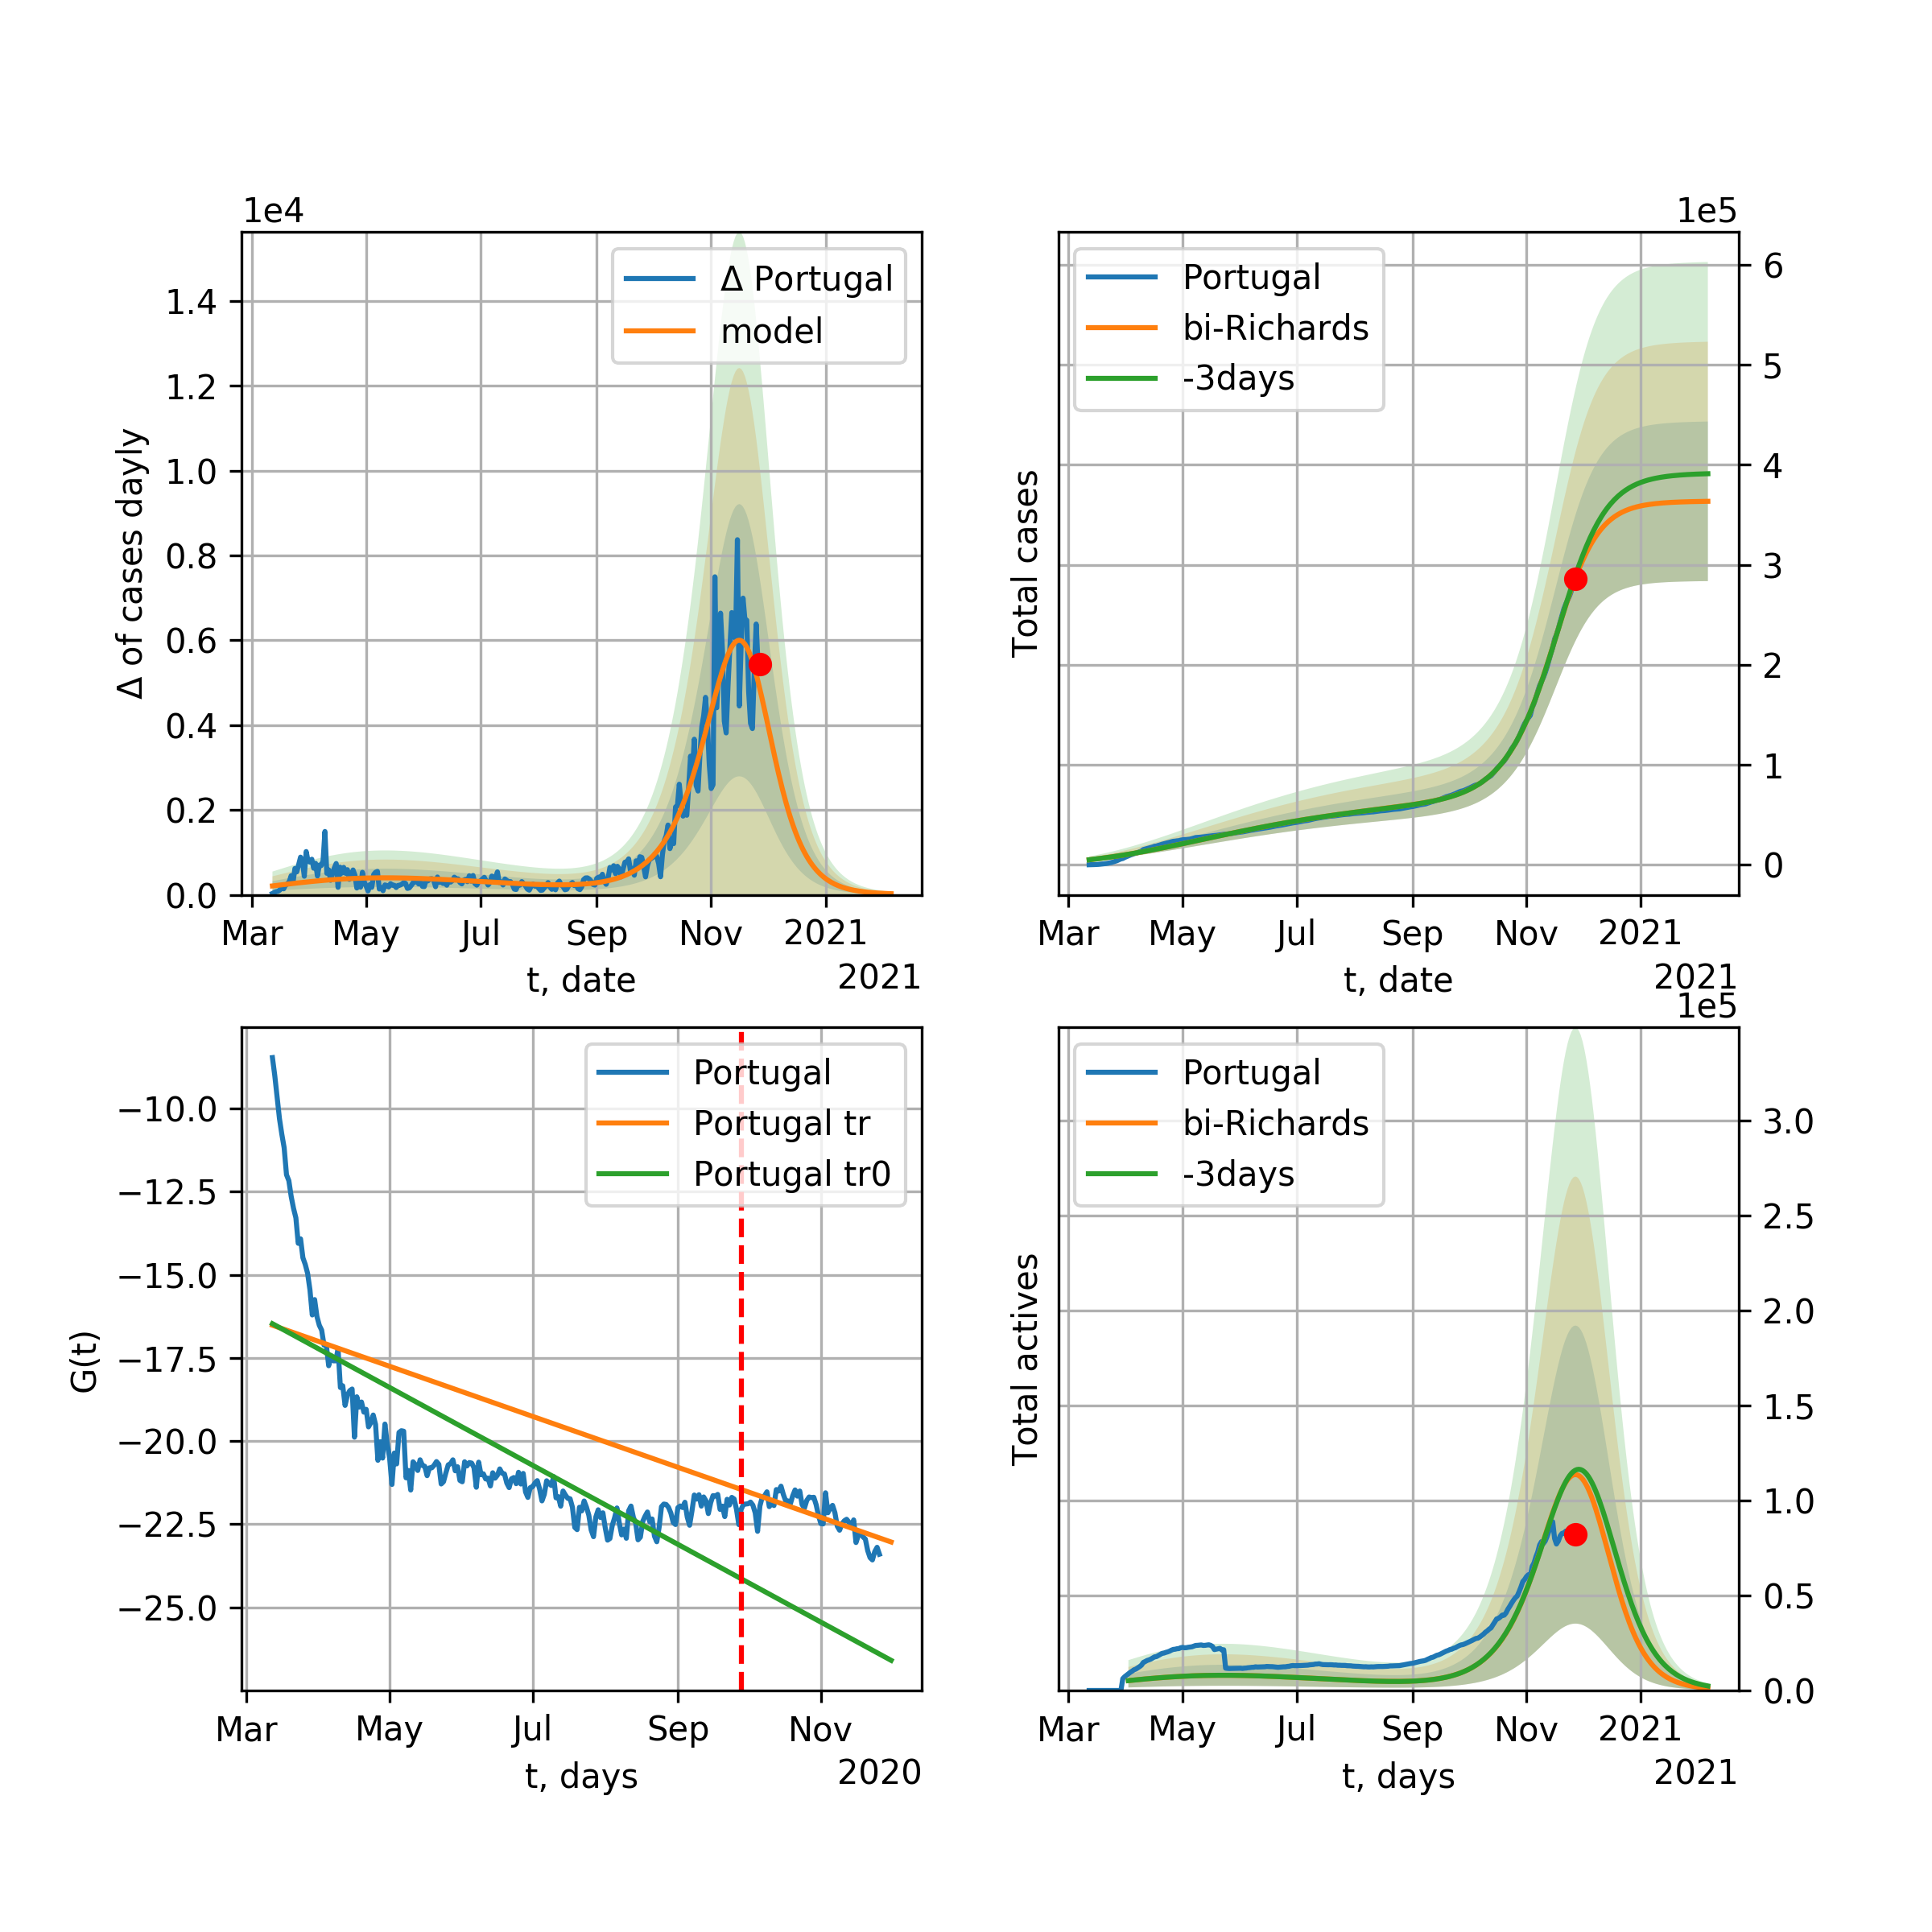 1e4
Δ of cases dayly
1.4
1.2
1.0
0.8
0.6
0.4
0.2
0.0
Δ Portugal
model
Mar May Jul Sep Nov 2021
t, date
2021
1e5
Total cases
Portugal
bi-Richards
-3days
6
5
4
3
2
1
0
Mar May Jul Sep Nov 2021
t, date
2021
G(t)
−10.0
−12.5
−15.0
−17.5
−20.0
−22.5
−25.0
Portugal
Portugal tr
Portugal tr0
Mar May Jul Sep Nov
t, days
2020
1e5
Total actives
Portugal
bi-Richards
-3days
3.0
2.5
2.0
1.5
1.0
0.5
0.0
Mar May Jul Sep Nov 2021
t, days
2021